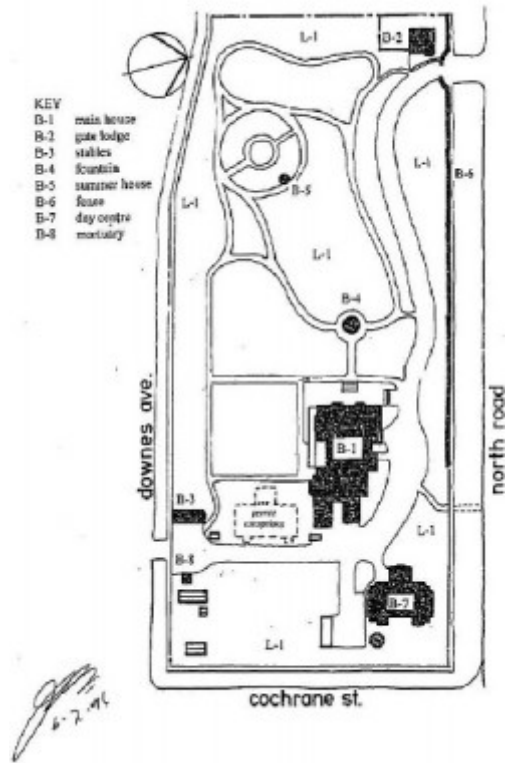 L-1
B-2
KEY
B-1 main house
B-2 gate lodge
B-3 stables
B-4 fountain
B-5 summer house
B-6 fence
B-7 day centre
B-8 mortuary
L-1
B-6
B-5
L-1
L-1
B-4
downes ave.
north road
B-1
B-3
L-1
B-8
B-7
L-1
cochrane st.